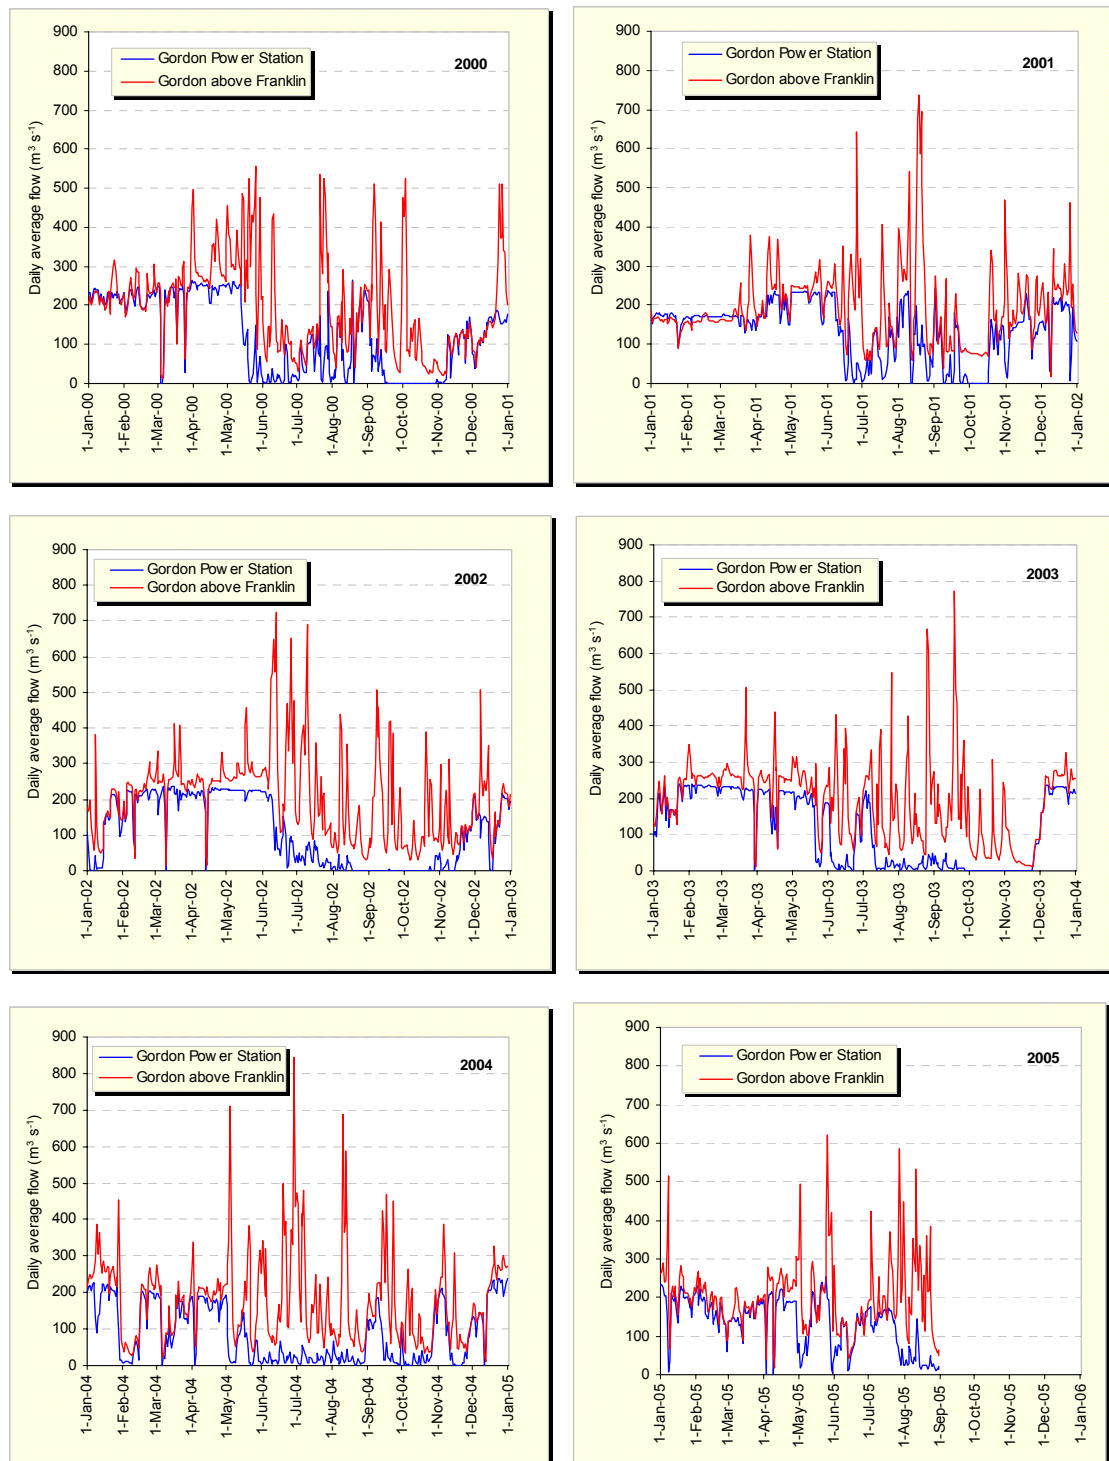 900
800
700
600
500
400
300
200
100
0
Daily average flow (m³ s⁻¹)
Gordon Power Station
Gordon above Franklin
2000
1-Jan-00
1-Feb-00
1-Mar-00
1-Apr-00
1-May-00
1-Jun-00
1-Jul-00
1-Aug-00
1-Sep-00
1-Oct-00
1-Nov-00
1-Dec-00
1-Jan-01
900
800
700
600
500
400
300
200
100
0
Daily average flow (m³ s⁻¹)
Gordon Power Station
Gordon above Franklin
2001
1-Jan-01
1-Feb-01
1-Mar-01
1-Apr-01
1-May-01
1-Jun-01
1-Jul-01
1-Aug-01
1-Sep-01
1-Oct-01
1-Nov-01
1-Dec-01
1-Jan-02
900
800
700
600
500
400
300
200
100
0
Daily average flow (m³ s⁻¹)
Gordon Power Station
Gordon above Franklin
2002
1-Jan-02
1-Feb-02
1-Mar-02
1-Apr-02
1-May-02
1-Jun-02
1-Jul-02
1-Aug-02
1-Sep-02
1-Oct-02
1-Nov-02
1-Dec-02
1-Jan-03
900
800
700
600
500
400
300
200
100
0
Daily average flow (m³ s⁻¹)
Gordon Power Station
Gordon above Franklin
2003
1-Jan-03
1-Feb-03
1-Mar-03
1-Apr-03
1-May-03
1-Jun-03
1-Jul-03
1-Aug-03
1-Sep-03
1-Oct-03
1-Nov-03
1-Dec-03
1-Jan-04
900
800
700
600
500
400
300
200
100
0
Daily average flow (m³ s⁻¹)
Gordon Power Station
Gordon above Franklin
2004
1-Jan-04
1-Feb-04
1-Mar-04
1-Apr-04
1-May-04
1-Jun-04
1-Jul-04
1-Aug-04
1-Sep-04
1-Oct-04
1-Nov-04
1-Dec-04
1-Jan-05
900
800
700
600
500
400
300
200
100
0
Daily average flow (m³ s⁻¹)
Gordon Power Station
Gordon above Franklin
2005
1-Jan-05
1-Feb-05
1-Mar-05
1-Apr-05
1-May-05
1-Jun-05
1-Jul-05
1-Aug-05
1-Sep-05
1-Oct-05
1-Nov-05
1-Dec-05
1-Jan-06